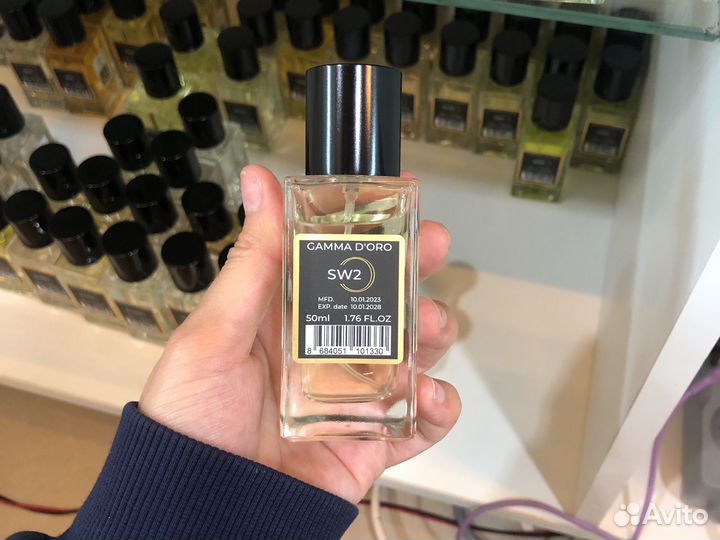 GAMMA D'ORO
SW2
MFD. 10.01.2023
EXP. date 10.01.2028
50ml 1.76 FL.OZ
8 684051 101330
Avito